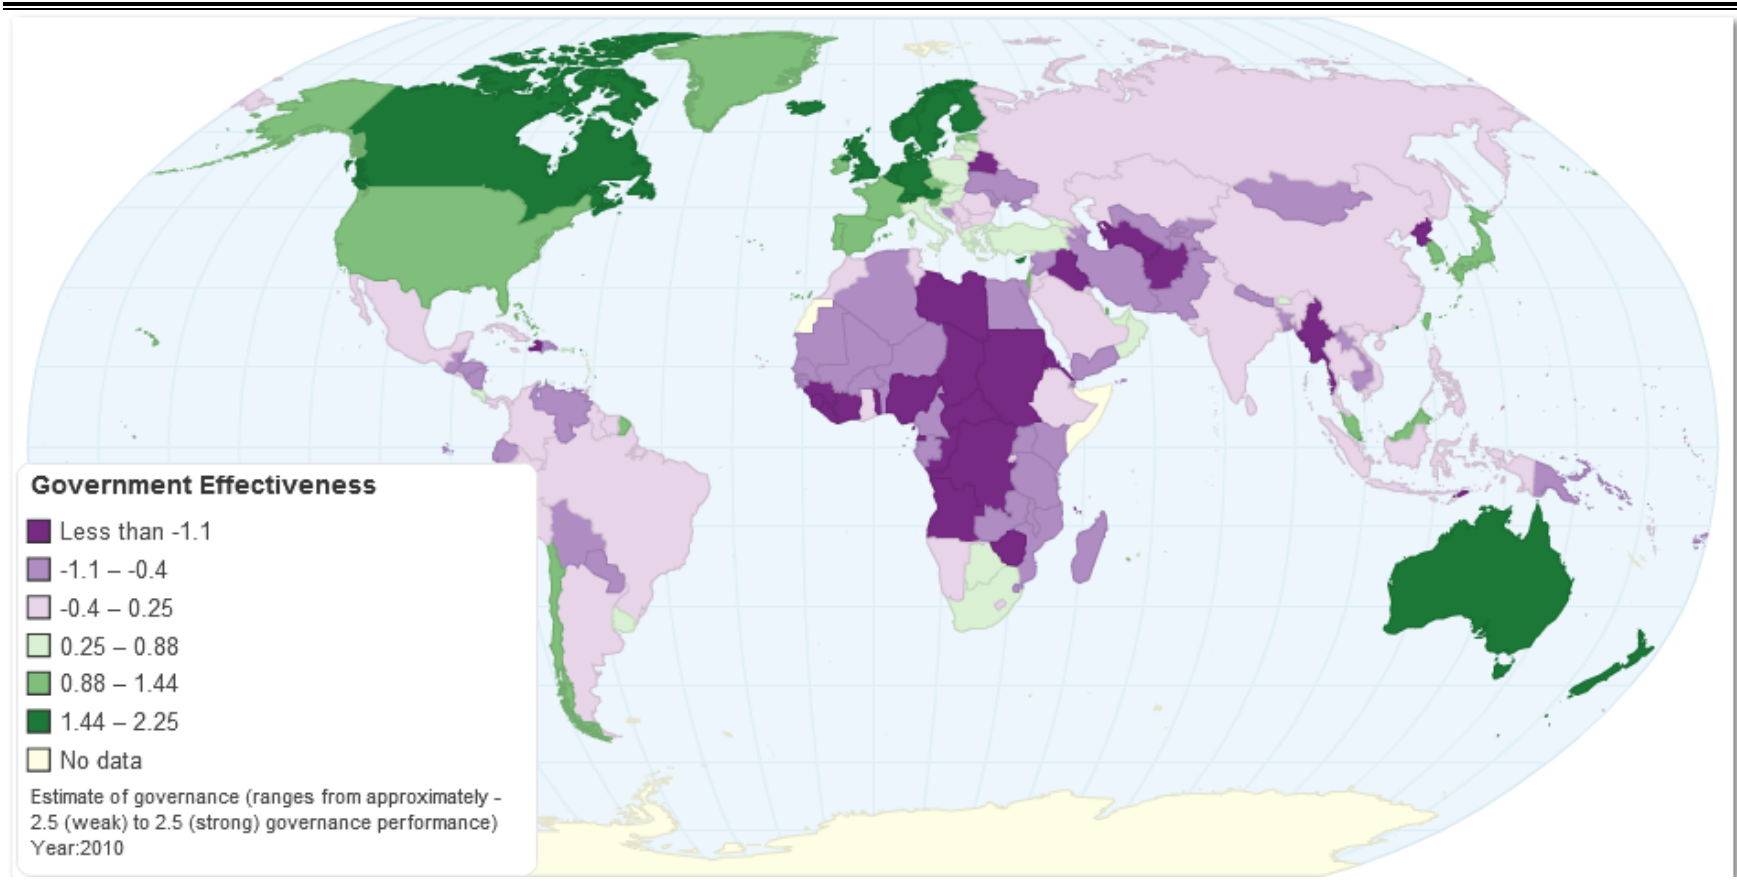 Government Effectiveness
Less than -1.1
-1.1 – -0.4
-0.4 – 0.25
0.25 – 0.88
0.88 – 1.44
1.44 – 2.25
No data
Estimate of governance (ranges from approximately -
2.5 (weak) to 2.5 (strong) governance performance)
Year:2010